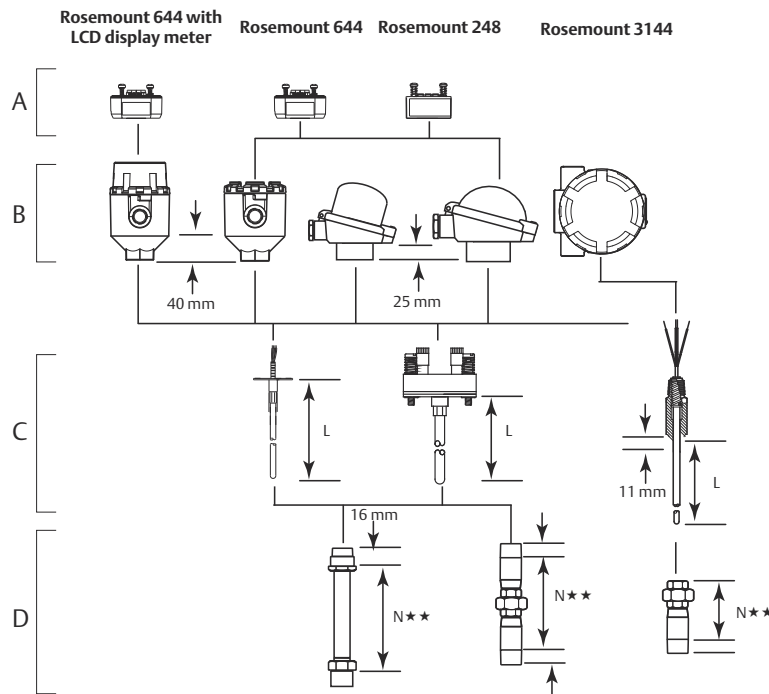 Rosemount 644 with
LCD display meter
Rosemount 644
Rosemount 248
Rosemount 3144
A
B
40 mm
25 mm
C
L
L
L
11 mm
16 mm
D
N★★
N★★
N★★